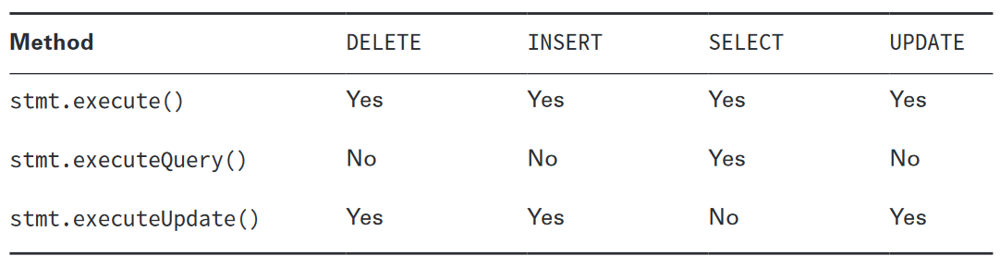 Method DELETE INSERT SELECT UPDATE
stmt.execute() Yes Yes Yes Yes
stmt.executeQuery() No No Yes No
stmt.executeUpdate() Yes Yes No Yes